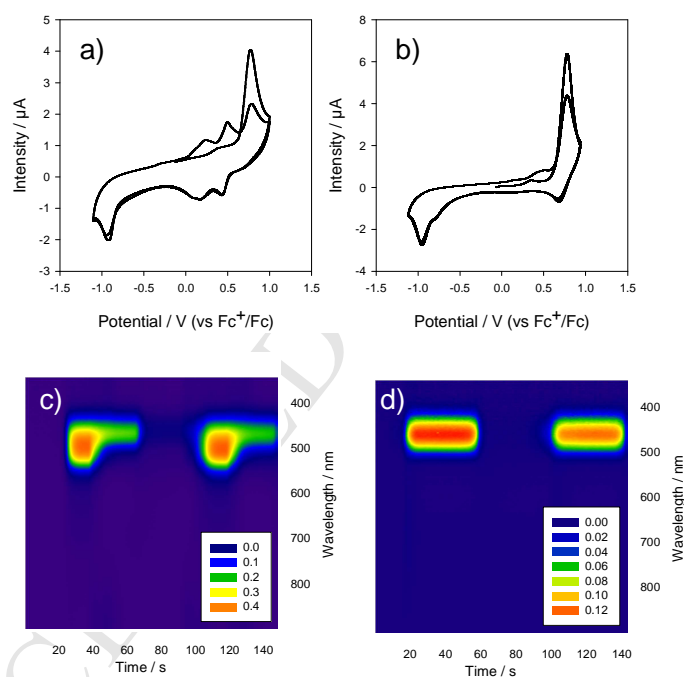 a)
5
4
3
2
1
0
-1
-2
-3
Intensity / µA
-1.5 -1.0 -0.5 0.0 0.5 1.0 1.5
Potential / V (vs Fc+/Fc)
b)
8
6
4
2
0
-2
-4
Intensity / µA
-1.5 -1.0 -0.5 0.0 0.5 1.0 1.5
Potential / V (vs Fc+/Fc)
c)
400
500
600
700
800
Wavelength / nm
0.0
0.1
0.2
0.3
0.4
20 40 60 80 100 120 140
Time / s
d)
400
500
600
700
800
Wavelength / nm
0.00
0.02
0.04
0.06
0.08
0.10
0.12
20 40 60 80 100 120 140
Time / s